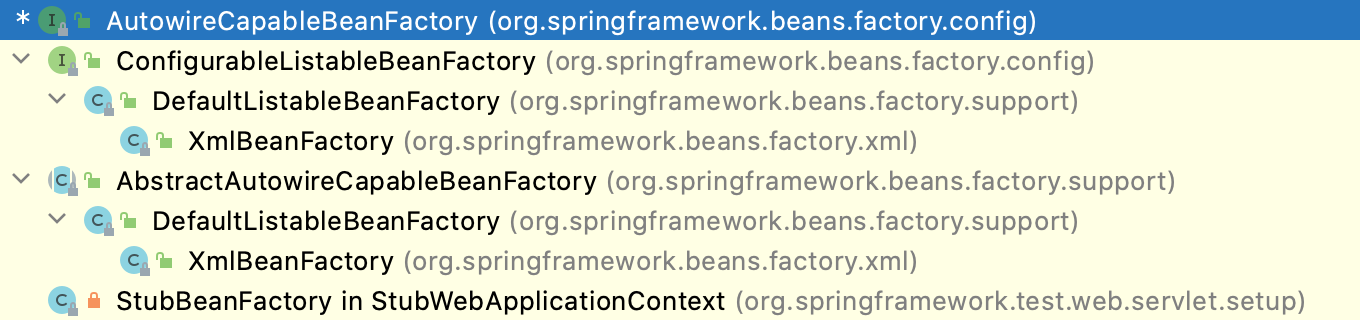 * I AutowireCapableBeanFactory (org.springframework.beans.factory.config)
I ConfigurableListableBeanFactory (org.springframework.beans.factory.config)
C DefaultListableBeanFactory (org.springframework.beans.factory.support)
C XmlBeanFactory (org.springframework.beans.factory.xml)
C AbstractAutowireCapableBeanFactory (org.springframework.beans.factory.support)
C DefaultListableBeanFactory (org.springframework.beans.factory.support)
C XmlBeanFactory (org.springframework.beans.factory.xml)
C StubBeanFactory in StubWebApplicationContext (org.springframework.test.web.servlet.setup)